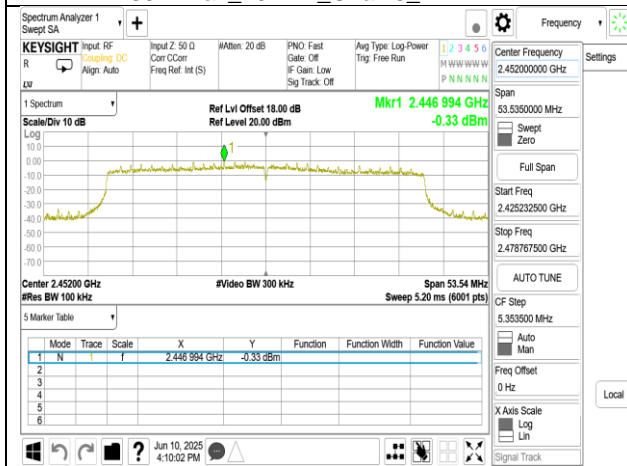 Spectrum Analyzer 1
Swept SA
Frequency
KEYSIGHT
R
LXI
Input: RF
Coupling: DC
Align: Auto
Input Z: 50 Ω
Corr CCorr
Freq Ref: Int (S)
#Atten: 20 dB
PNO: Fast
Gate: Off
IF Gain: Low
Sig Track: Off
Avg Type: Log-Power
Trig: Free Run
1 2 3 4 5 6
M W W W W W
P N N N N N
Center Frequency
2.452000000 GHz
Settings
Span
53.5350000 MHz
Swept
Zero
Full Span
Start Freq
2.425232500 GHz
Stop Freq
2.478767500 GHz
AUTO TUNE
CF Step
5.353500 MHz
Auto
Man
Freq Offset
0 Hz
Local
X Axis Scale
Log
Lin
Signal Track
1 Spectrum
Scale/Div 10 dB
Ref Lvl Offset 18.00 dB
Ref Level 20.00 dBm
Mkr1 2.446 994 GHz
-0.33 dBm
Log
10.0
0.00
-10.0
-20.0
-30.0
-40.0
-50.0
-60.0
-70.0
1
Center 2.45200 GHz
#Res BW 100 kHz
#Video BW 300 kHz
Span 53.54 MHz
Sweep 5.20 ms (6001 pts)
5 Marker Table
Mode Trace Scale X Y Function Function Width Function Value
1 N 1 f 2.446 994 GHz -0.33 dBm
2
3
4
5
6
Jun 10, 2025
4:10:02 PM